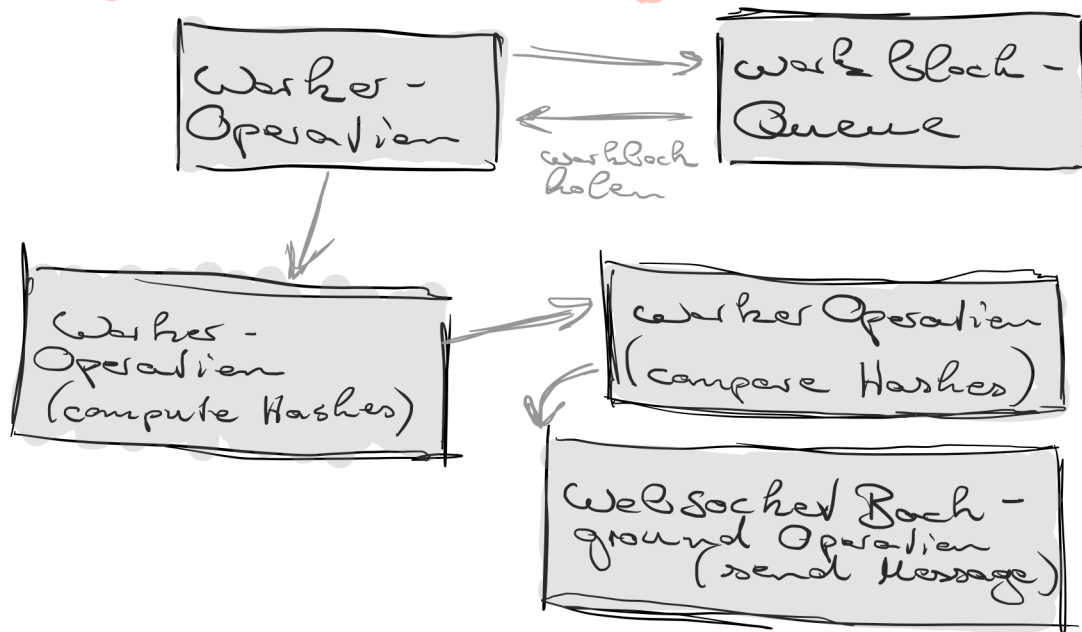 Worker-
Operation
Workblock-
Queue
workblock
holen
Worker-
Operation
(compute Hashes)
Worker Operation
(compare Hashes)
Websocket Back-
ground Operation
(send Message)